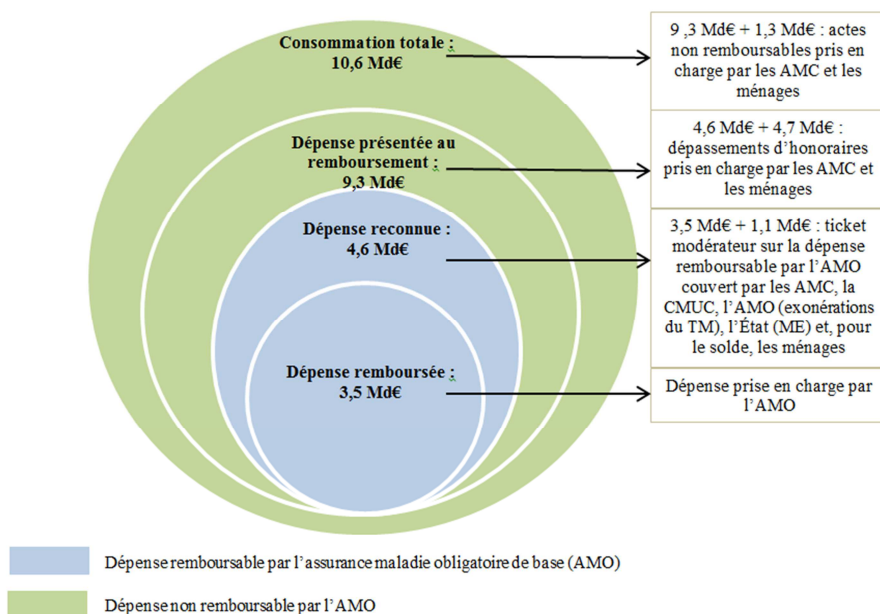 Consommation totale :
10,6 Md€
9 ,3 Md€ + 1,3 Md€ : actes
non remboursables pris en
charge par les AMC et les
ménages
Dépense présentée au
remboursement :
9,3 Md€
4,6 Md€ + 4,7 Md€ :
dépassements d’honoraires
pris en charge par les AMC et
les ménages
Dépense reconnue :
4,6 Md€
3,5 Md€ + 1,1 Md€ : ticket
modérateur sur la dépense
remboursable par l’AMO
couvert par les AMC, la
CMUC, l’AMO (exonérations
du TM), l’État (ME) et, pour
le solde, les ménages
Dépense remboursée :
3,5 Md€
Dépense prise en charge par
l’AMO
Dépense remboursable par l’assurance maladie obligatoire de base (AMO)
Dépense non remboursable par l’AMO